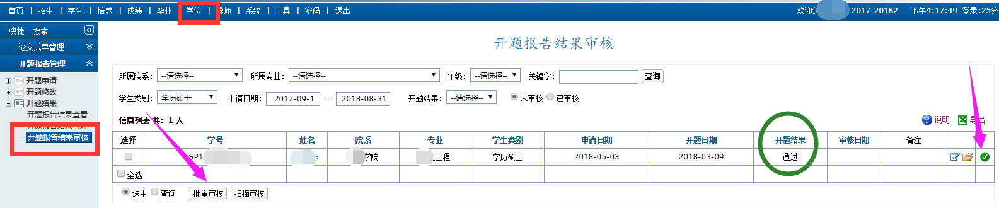 首页 | 招生 | 学生 | 培养 | 成绩 | 毕业 | 学位 | 导师 | 系统 | 工具 | 密码 | 退出 欢迎您 2017-20182 下午4:17:49 登录:25分
快捷 搜索
论文成果管理
开题报告管理
开题申请
开题修改
开题结果
开题报告结果查看
开题报告结果管理
开题报告结果审核
开题报告结果审核
所属院系: --请选择-- 所属专业: --请选择-- 年级: --请选择-- 关键字: 查询
学生类别: 学历硕士 申请日期: 2017-09-1 - 2018-08-31 开题结果: --请选择-- 未审核 已审核
信息列表 共: 1 人 说明 导出
选择 学号 姓名 院系 专业 学生类别 申请日期 开题日期 开题结果 审核日期 备注
SP1 学院 工程 学历硕士 2018-05-03 2018-03-09 通过
全选
选中 查询 批量审核 扫描审核